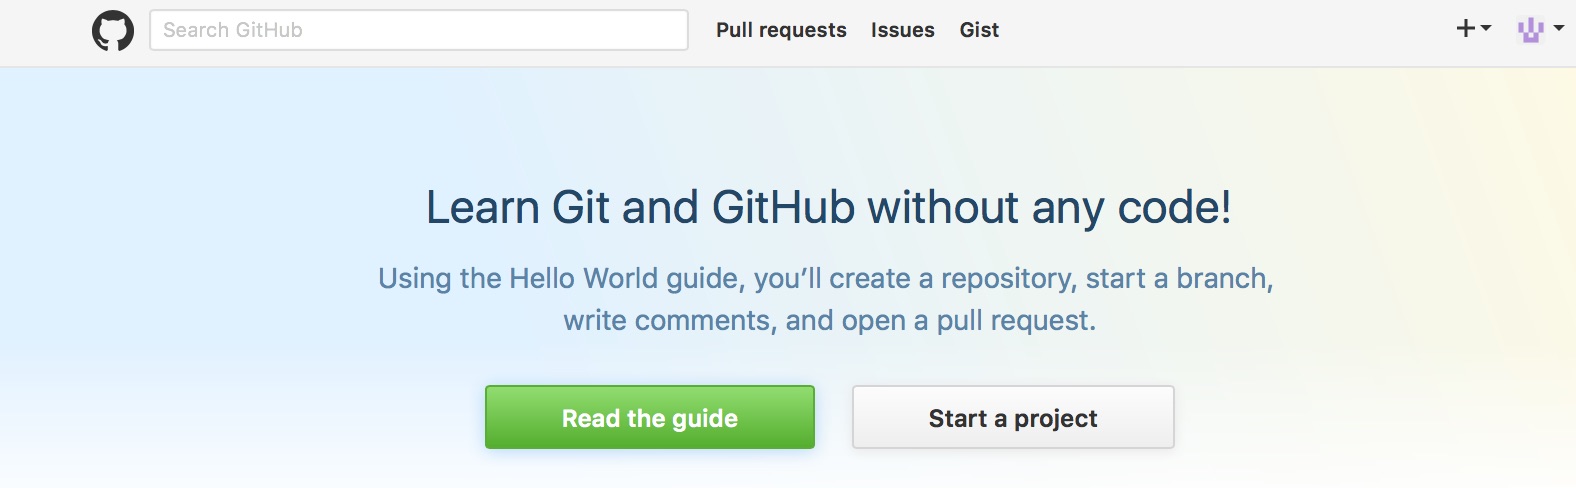 Search GitHub
Pull requests Issues Gist
Learn Git and GitHub without any code!
Using the Hello World guide, you’ll create a repository, start a branch,
write comments, and open a pull request.
Read the guide
Start a project